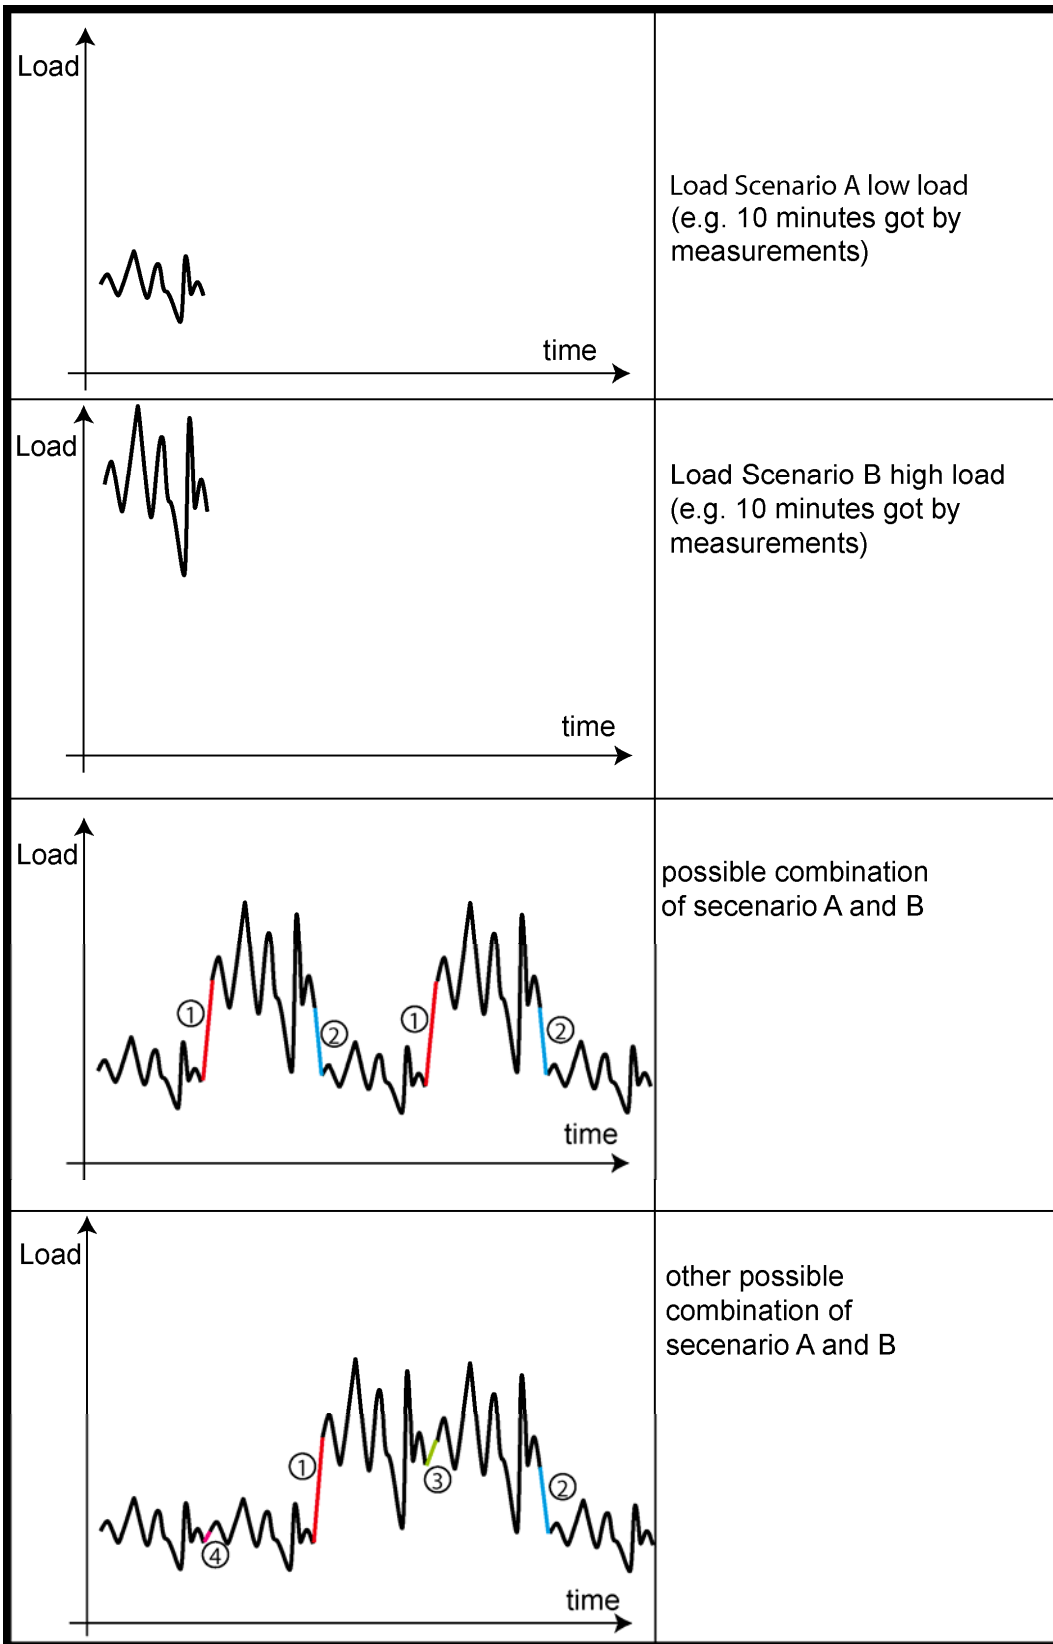 Load
time
Load Scenario A low load
(e.g. 10 minutes got by
measurements)
Load
time
Load Scenario B high load
(e.g. 10 minutes got by
measurements)
Load
1
2
1
2
time
possible combination
of secenario A and B
Load
1
3
2
4
time
other possible
combination of
secenario A and B